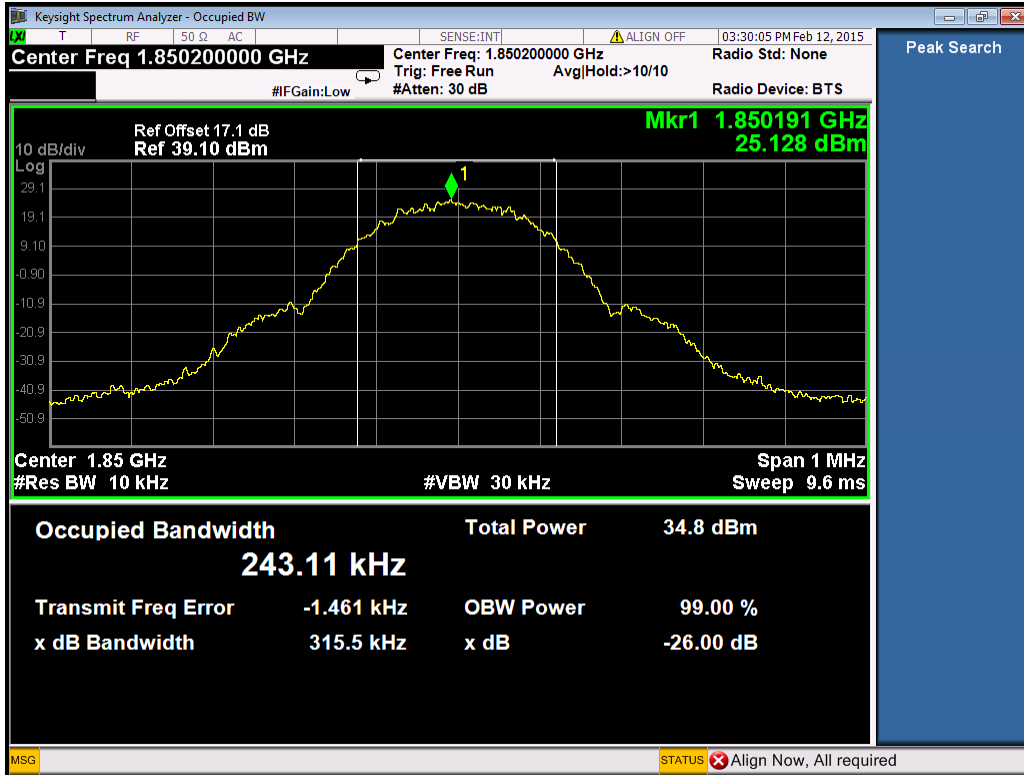 Keysight Spectrum Analyzer - Occupied BW
LXI T RF 50 Ω AC SENSE:INT ALIGN OFF 03:30:05 PM Feb 12, 2015
Center Freq 1.850200000 GHz
Center Freq: 1.850200000 GHz Radio Std: None
Trig: Free Run Avg|Hold:>10/10
#IFGain:Low #Atten: 30 dB Radio Device: BTS
Peak Search
Mkr1 1.850191 GHz
25.128 dBm
Ref Offset 17.1 dB
10 dB/div Ref 39.10 dBm
Log
1
29.1
19.1
9.10
-0.90
-10.9
-20.9
-30.9
-40.9
-50.9
Center 1.85 GHz Span 1 MHz
#Res BW 10 kHz #VBW 30 kHz Sweep 9.6 ms
Occupied Bandwidth Total Power 34.8 dBm
243.11 kHz
Transmit Freq Error -1.461 kHz OBW Power 99.00 %
x dB Bandwidth 315.5 kHz x dB -26.00 dB
MSG STATUS Align Now, All required